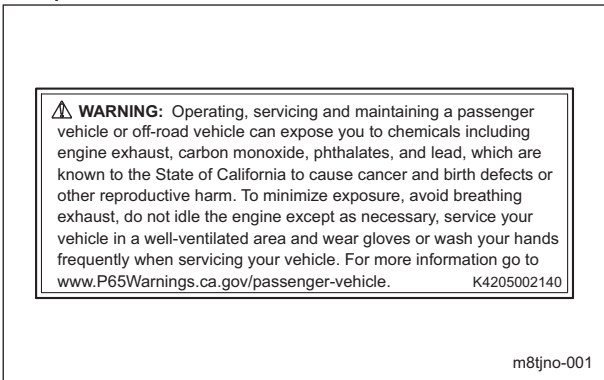 ⚠ WARNING: Operating, servicing and maintaining a passenger
vehicle or off-road vehicle can expose you to chemicals including
engine exhaust, carbon monoxide, phthalates, and lead, which are
known to the State of California to cause cancer and birth defects or
other reproductive harm. To minimize exposure, avoid breathing
exhaust, do not idle the engine except as necessary, service your
vehicle in a well-ventilated area and wear gloves or wash your hands
frequently when servicing your vehicle. For more information go to
www.P65Warnings.ca.gov/passenger-vehicle. K4205002140
m8tjno-001